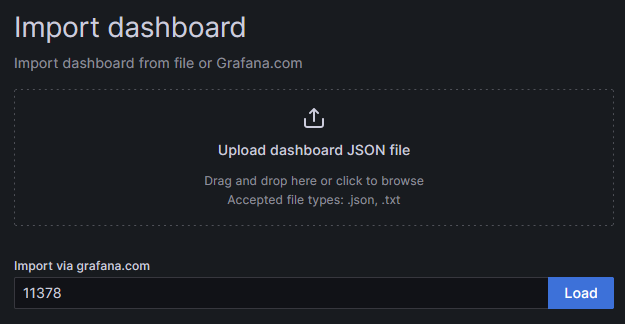 Import dashboard
Import dashboard from file or Grafana.com
Upload dashboard JSON file
Drag and drop here or click to browse
Accepted file types: .json, .txt
Import via grafana.com
11378
Load